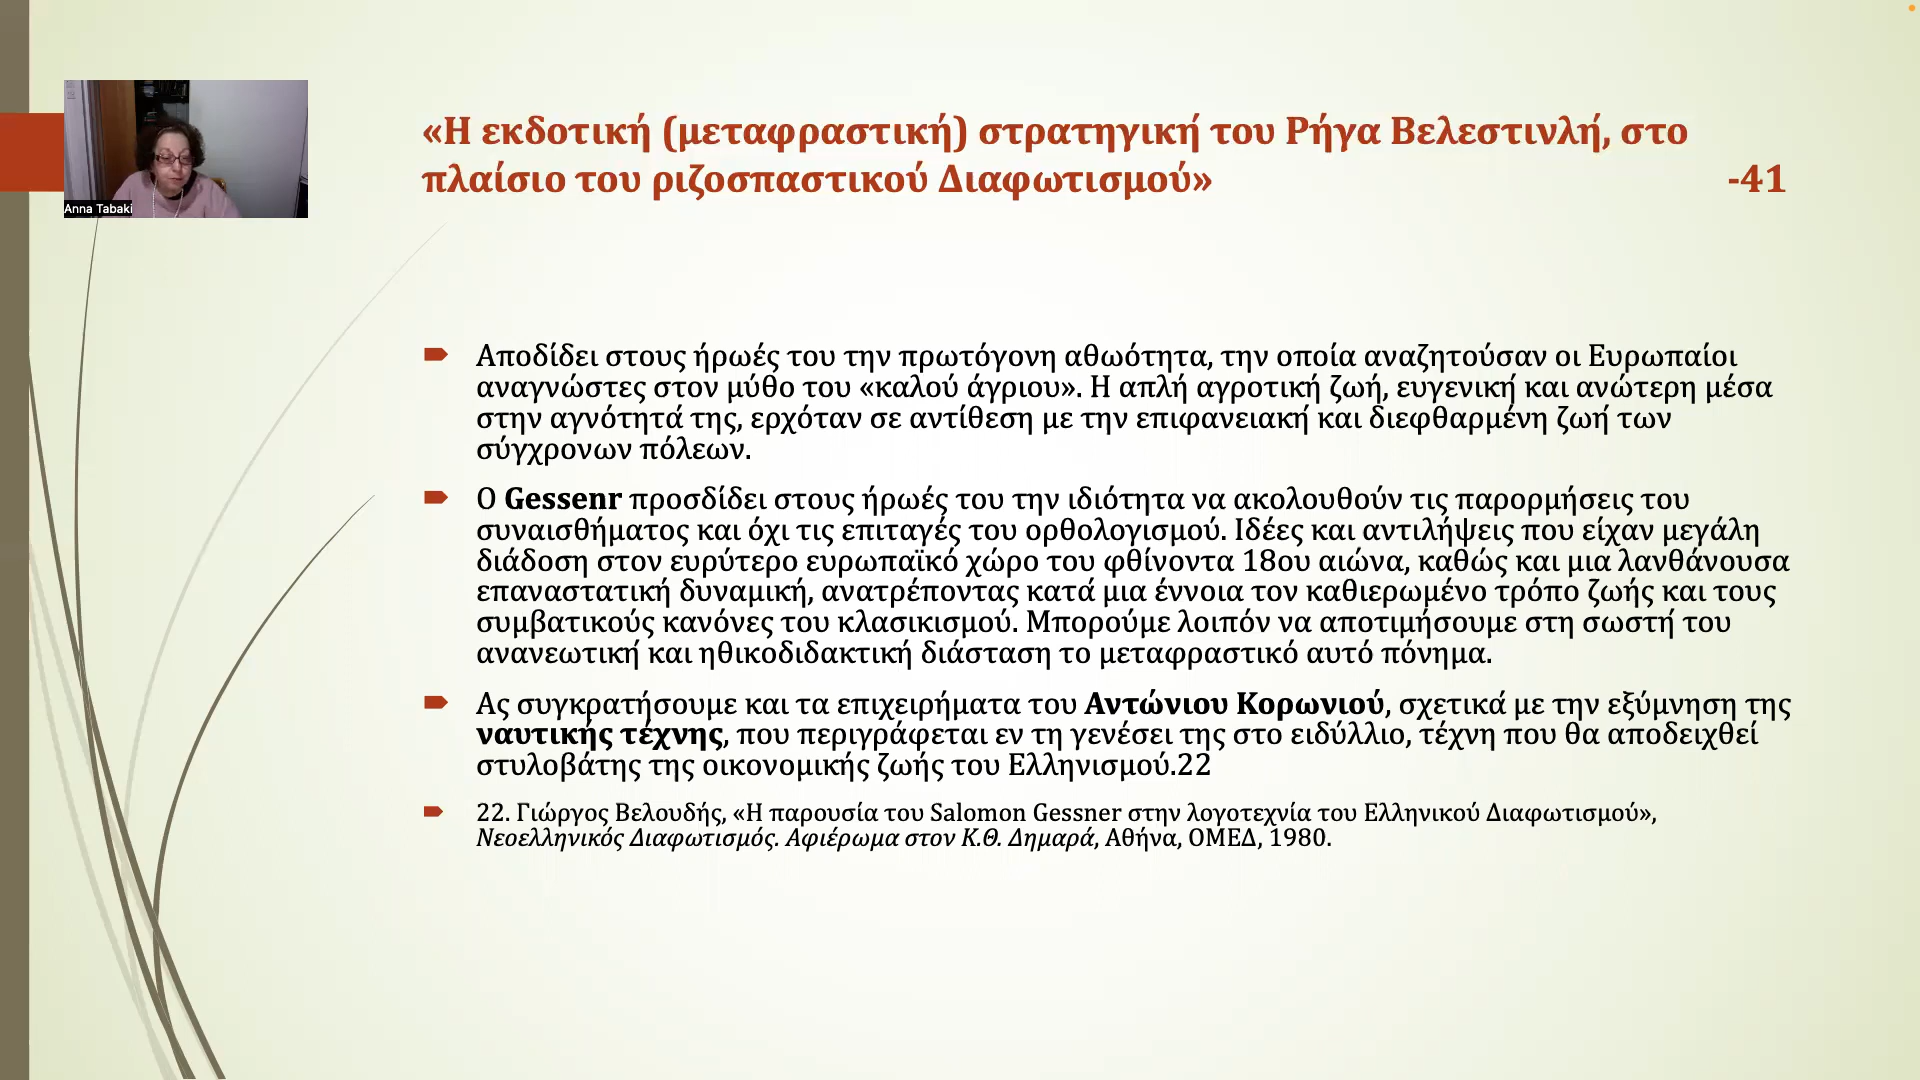 «Η εκδοτική (μεταφραστική) στρατηγική του Ρήγα Βελεστινλή, στο
πλαίσιο του ριζοσπαστικού Διαφωτισμού» -41
Anna Tabaki
Αποδίδει στους ήρωές του την πρωτόγονη αθωότητα, την οποία αναζητούσαν οι Ευρωπαίοι
αναγνώστες στον μύθο του «καλού άγριου». Η απλή αγροτική ζωή, ευγενική και ανώτερη μέσα
στην αγνότητά της, ερχόταν σε αντίθεση με την επιφανειακή και διεφθαρμένη ζωή των
σύγχρονων πόλεων.
Ο Gessenr προσδίδει στους ήρωές του την ιδιότητα να ακολουθούν τις παρορμήσεις του
συναισθήματος και όχι τις επιταγές του ορθολογισμού. Ιδέες και αντιλήψεις που είχαν μεγάλη
διάδοση στον ευρύτερο ευρωπαϊκό χώρο του φθίνοντα 18ου αιώνα, καθώς και μια λανθάνουσα
επαναστατική δυναμική, ανατρέποντας κατά μια έννοια τον καθιερωμένο τρόπο ζωής και τους
συμβατικούς κανόνες του κλασικισμού. Μπορούμε λοιπόν να αποτιμήσουμε στη σωστή του
ανανεωτική και ηθικοδιδακτική διάσταση το μεταφραστικό αυτό πόνημα.
Ας συγκρατήσουμε και τα επιχειρήματα του Αντώνιου Κορωνιού, σχετικά με την εξύμνηση της
ναυτικής τέχνης, που περιγράφεται εν τη γενέσει της στο ειδύλλιο, τέχνη που θα αποδειχθεί
στυλοβάτης της οικονομικής ζωής του Ελληνισμού.22
22. Γιώργος Βελουδής, «Η παρουσία του Salomon Gessner στην λογοτεχνία του Ελληνικού Διαφωτισμού»,
Νεοελληνικός Διαφωτισμός. Αφιέρωμα στον Κ.Θ. Δημαρά, Αθήνα, ΟΜΕΔ, 1980.